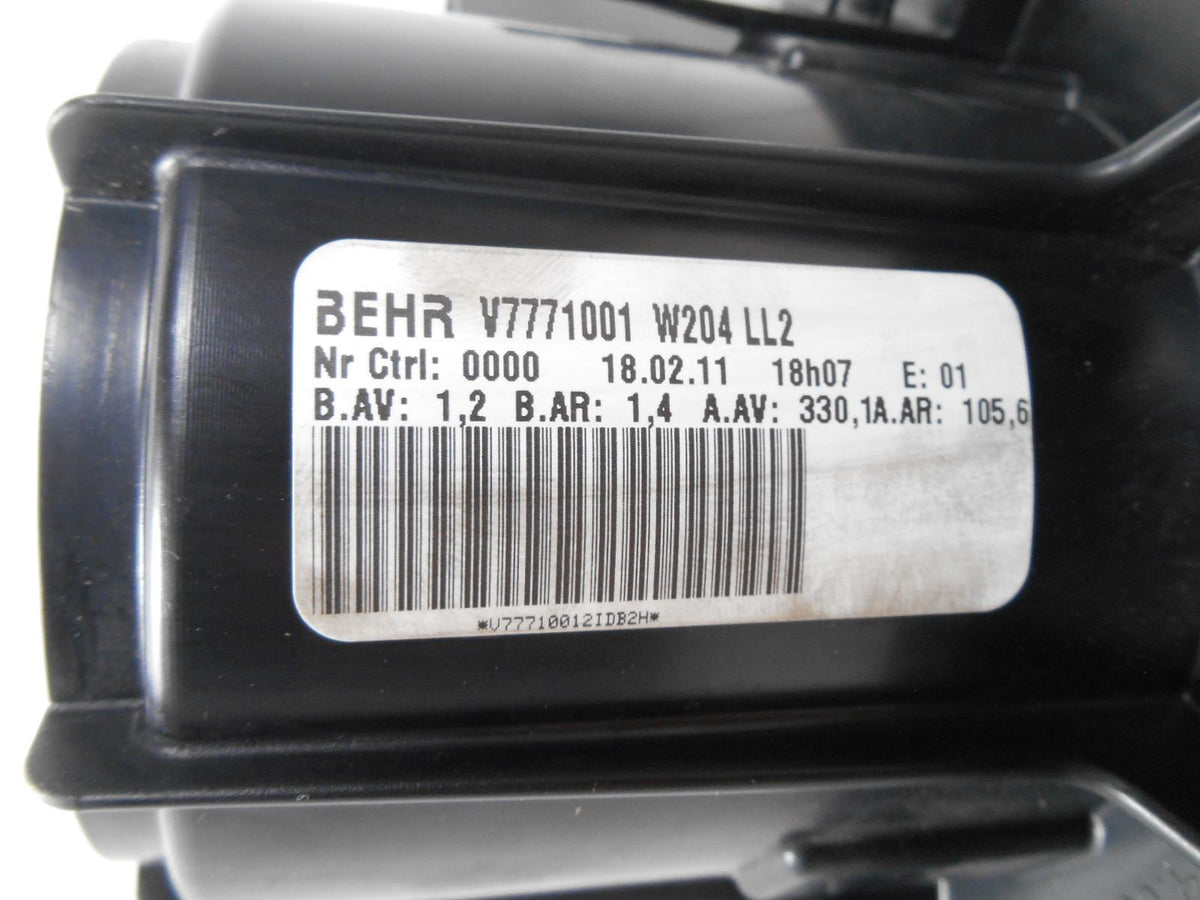 BEHR V7771001 W204 LL2
Nr Ctrl: 0000 18.02.11 18h07 E: 01
B.AV: 1,2 B.AR: 1,4 A.AV: 330,1A.AR: 105,6
*V77710012IDB2H*